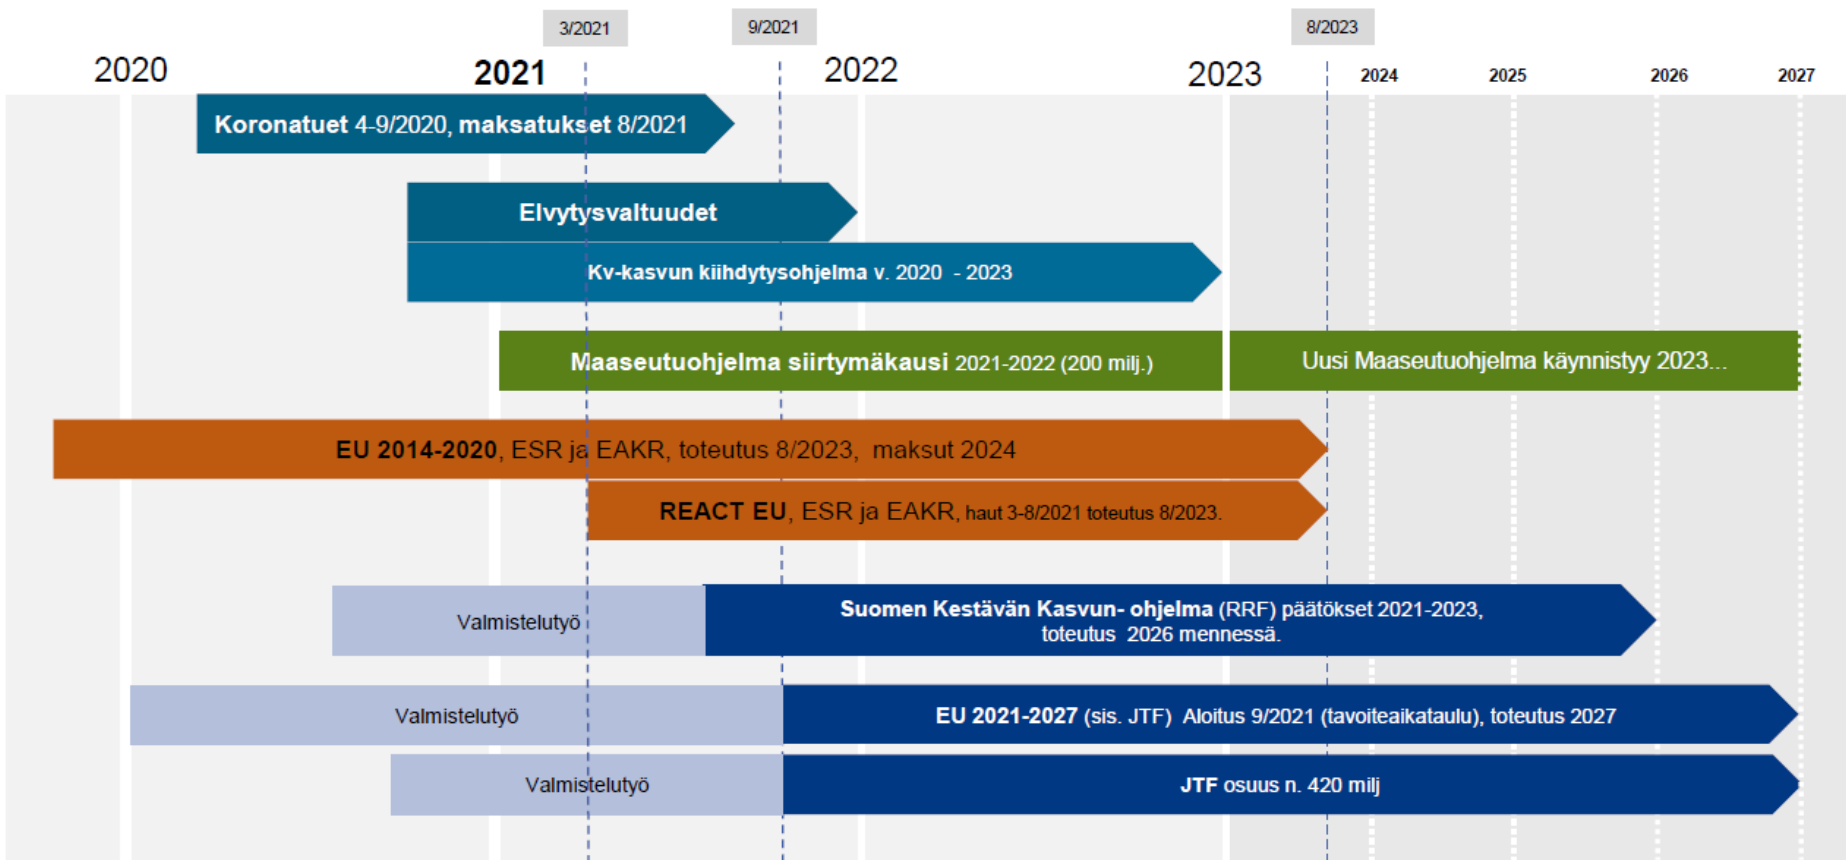 3/2021
9/2021
8/2023
2020
2021
2022
2023
2024
2025
2026
2027
Koronatuet 4-9/2020, maksatukset 8/2021
Elvytysvaltuudet
Kv-kasvun kiihdytysohjelma v. 2020 - 2023
Maaseutuohjelma siirtymäkausi 2021-2022 (200 milj.)
Uusi Maaseutuohjelma käynnistyy 2023...
EU 2014-2020, ESR ja EAKR, toteutus 8/2023, maksut 2024
REACT EU, ESR ja EAKR, haut 3-8/2021 toteutus 8/2023.
Valmistelutyö
Suomen Kestävän Kasvun- ohjelma (RRF) päätökset 2021-2023,
toteutus 2026 mennessä.
Valmistelutyö
EU 2021-2027 (sis. JTF) Aloitus 9/2021 (tavoiteaikataulu), toteutus 2027
Valmistelutyö
JTF osuus n. 420 milj